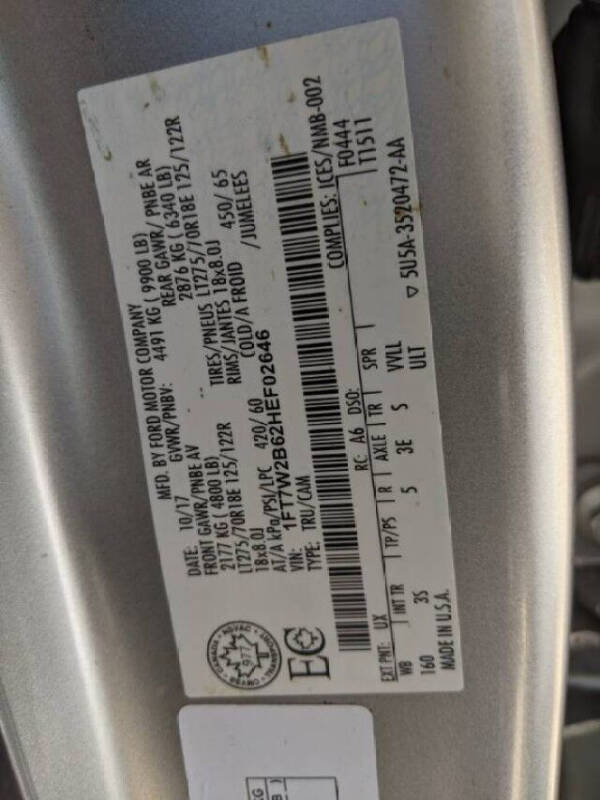 MFD. BY FORD MOTOR COMPANY
DATE: 10/17 GVWR/PNBV: 4491 KG ( 9900 LB)
FRONT GAWR/PNBE AV REAR GAWR/ PNBE AR
2177 KG ( 4800 LB) 2876 KG ( 6340 LB)
LT275/70R18E 125/122R TIRES/PNEUS LT275/70R18E 125/122R
18x8.0J RIMS/JANTES 18x8.0J
AT/A kPa/PSI/LPC 420/ 60 COLD/A FROID 450/ 65
VIN: 1FT7W2B62HEF02646 /JUMELEES
TYPE: TRU/CAM
COMPLIES: ICES/NMB-002
F0444
T1511
EXT PNT: UX RC: A6 DSO:
WB INT TR TP/PS R AXLE TR SPR
160 3S 5 3E S VVLL
ULT
MADE IN U.S.A. ▽ 5U5A-3520472-AA
CANADA
977
EC
KG